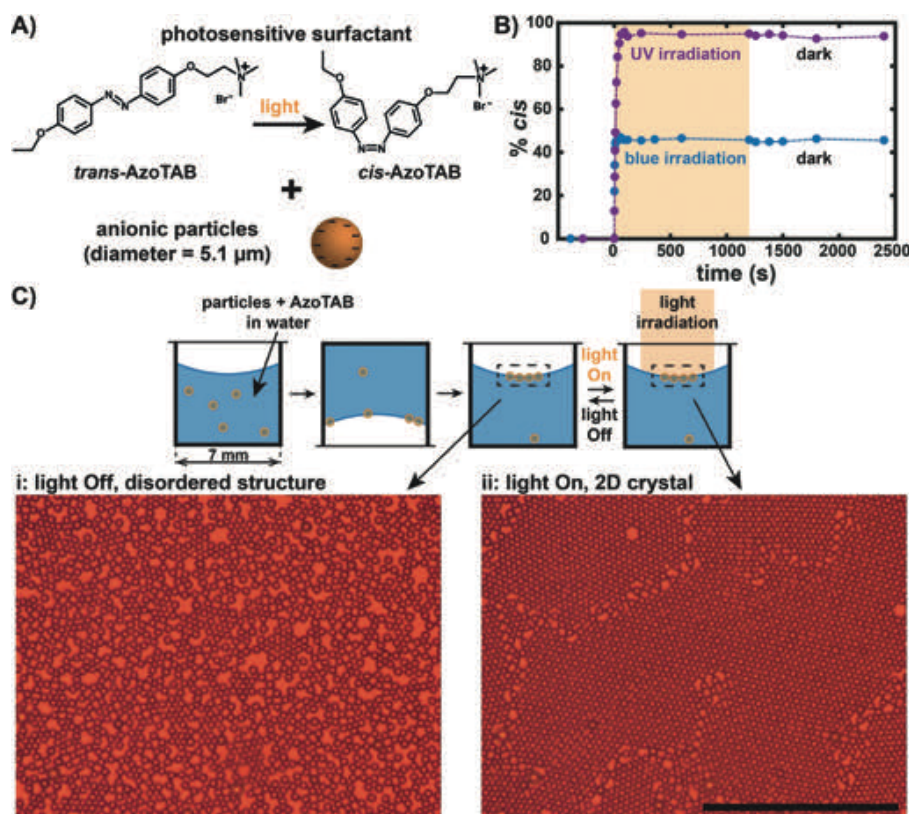 A)
photosensitive surfactant
O
N
+
Br⁻
N=N
light
O
O
O
N
+
Br⁻
N=N
trans-AzoTAB
cis-AzoTAB
+
anionic particles
(diameter = 5.1 µm)
B)
100
80
60
40
20
0
% cis
UV irradiation
dark
blue irradiation
dark
0
500
1000
1500
2000
2500
time (s)
C)
particles + AzoTAB
in water
light
irradiation
light
On
light
Off
7 mm
i: light Off, disordered structure
ii: light On, 2D crystal